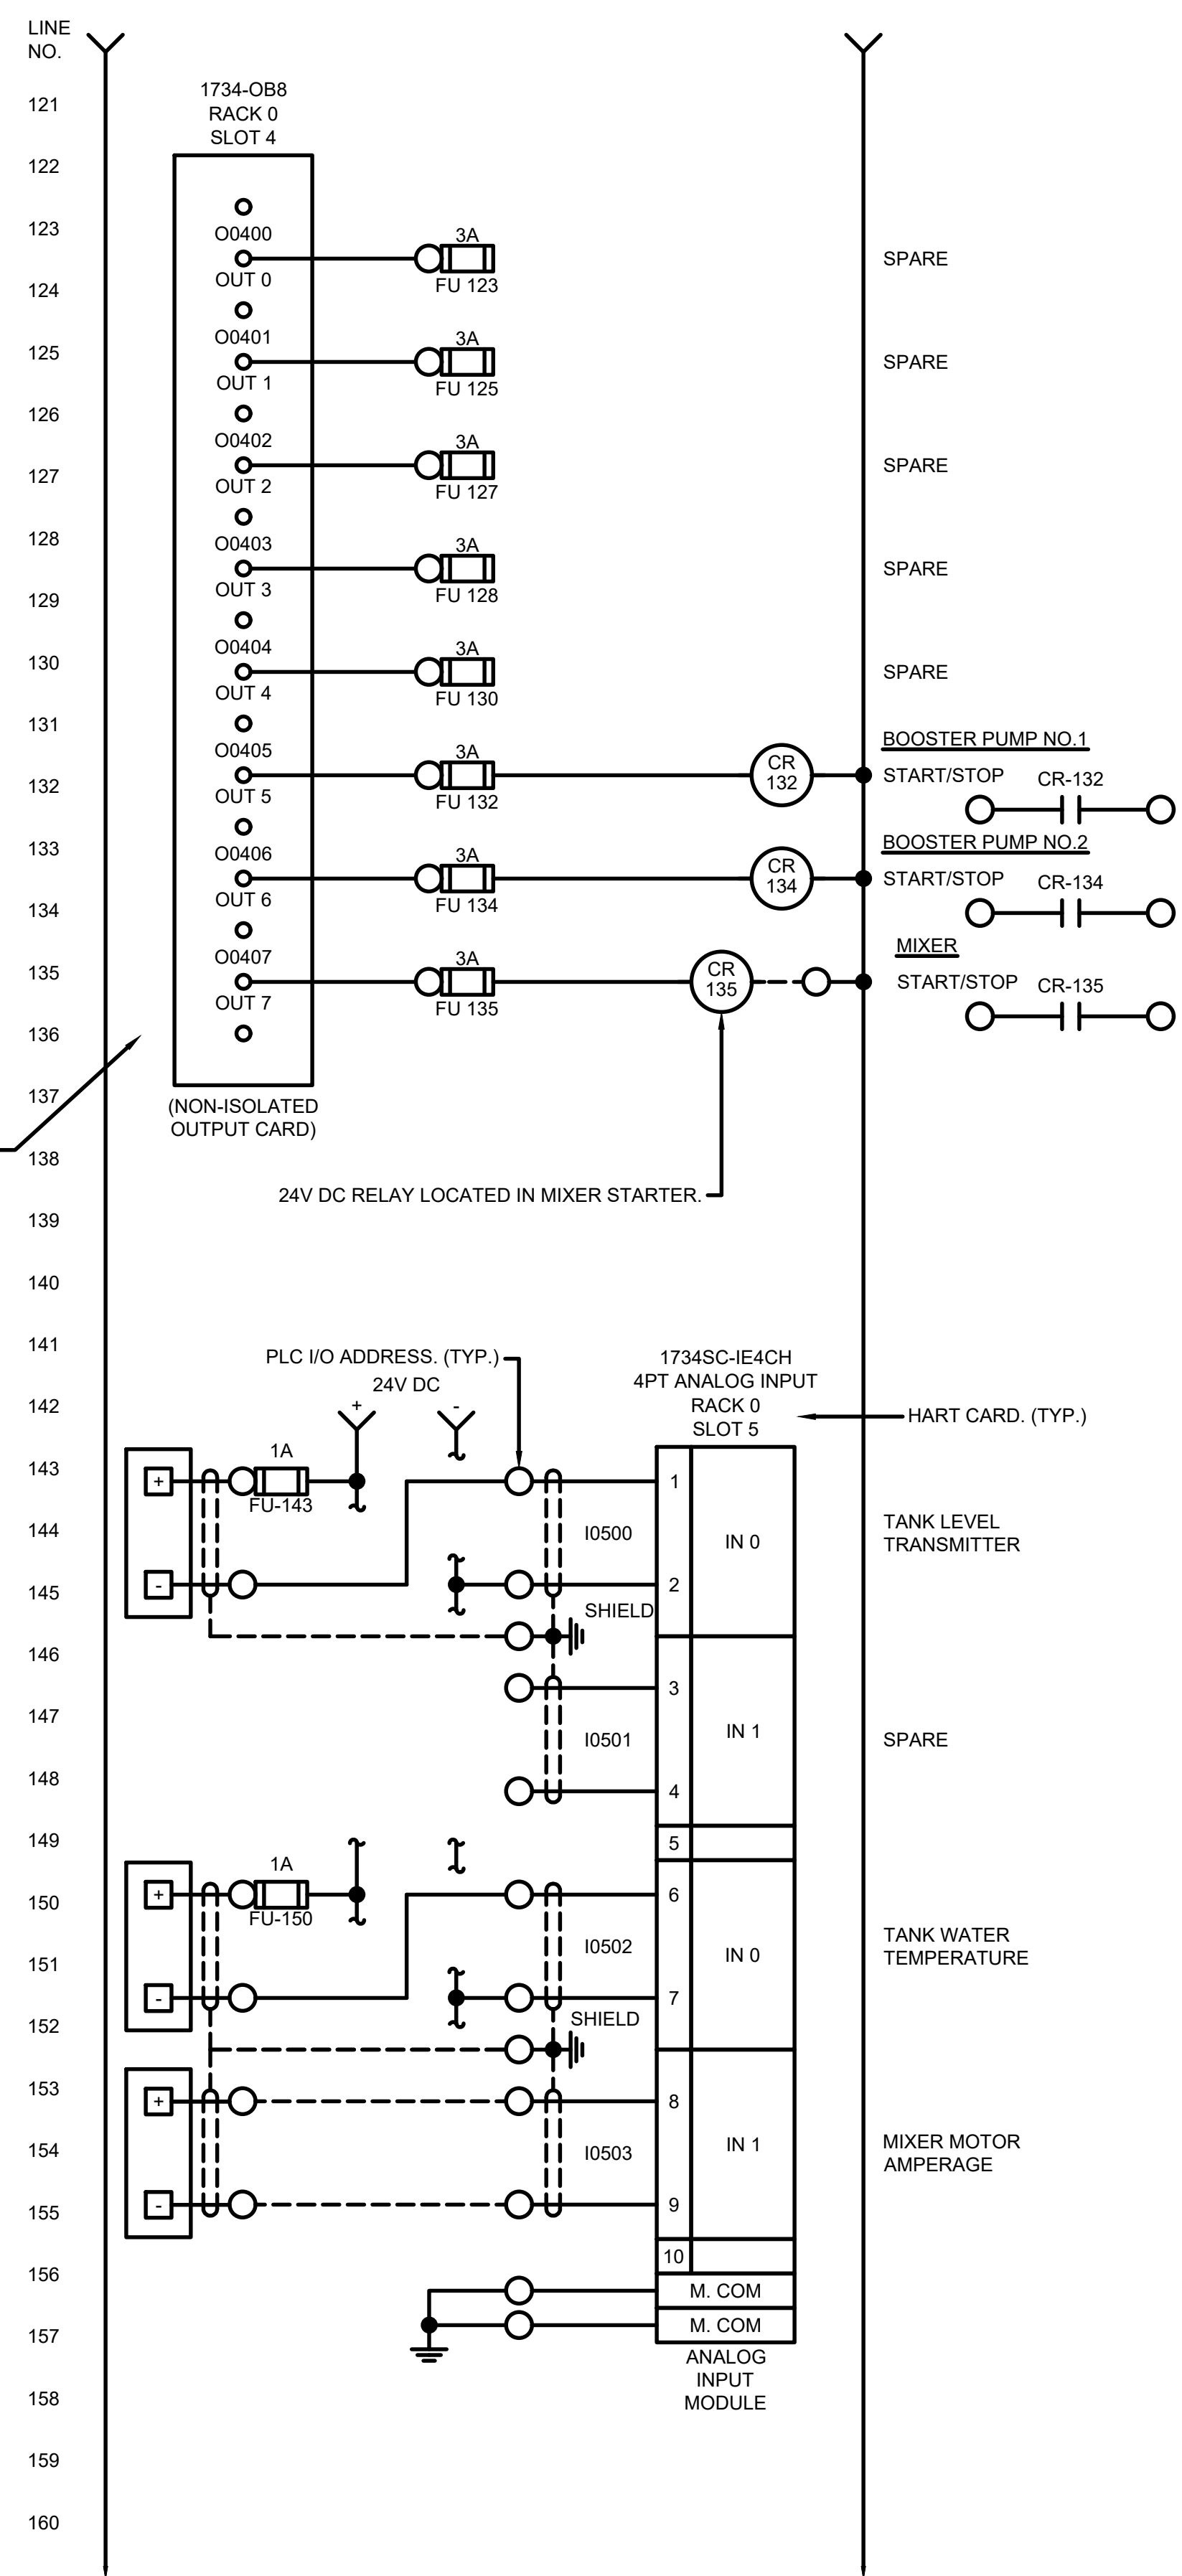 LINE
NO.
121
1734-OB8
RACK 0
SLOT 4
122
123
O0400
OUT 0
3A
FU 123
SPARE
124
O0401
OUT 1
3A
FU 125
SPARE
125
126
O0402
OUT 2
3A
FU 127
SPARE
127
128
O0403
OUT 3
3A
FU 128
SPARE
129
O0404
OUT 4
3A
FU 130
SPARE
130
131
O0405
OUT 5
3A
FU 132
CR
132
BOOSTER PUMP NO.1
START/STOP
CR-132
132
133
O0406
OUT 6
3A
FU 134
CR
134
BOOSTER PUMP NO.2
START/STOP
CR-134
134
O0407
OUT 7
3A
FU 135
CR
135
MIXER
START/STOP
CR-135
135
136
137
(NON-ISOLATED
OUTPUT CARD)
138
24V DC RELAY LOCATED IN MIXER STARTER.
139
140
141
PLC I/O ADDRESS. (TYP.)
24V DC
+
-
1734SC-IE4CH
4PT ANALOG INPUT
RACK 0
SLOT 5
142
HART CARD. (TYP.)
143
+
1A
FU-143
1
144
I0500
IN 0
TANK LEVEL
TRANSMITTER
145
-
2
SHIELD
146
3
147
I0501
IN 1
SPARE
148
4
149
5
150
+
1A
FU-150
6
151
I0502
IN 0
TANK WATER
TEMPERATURE
-
7
152
SHIELD
153
+
8
154
I0503
IN 1
MIXER MOTOR
AMPERAGE
155
-
9
156
10
M. COM
157
M. COM
ANALOG
INPUT
MODULE
158
159
160